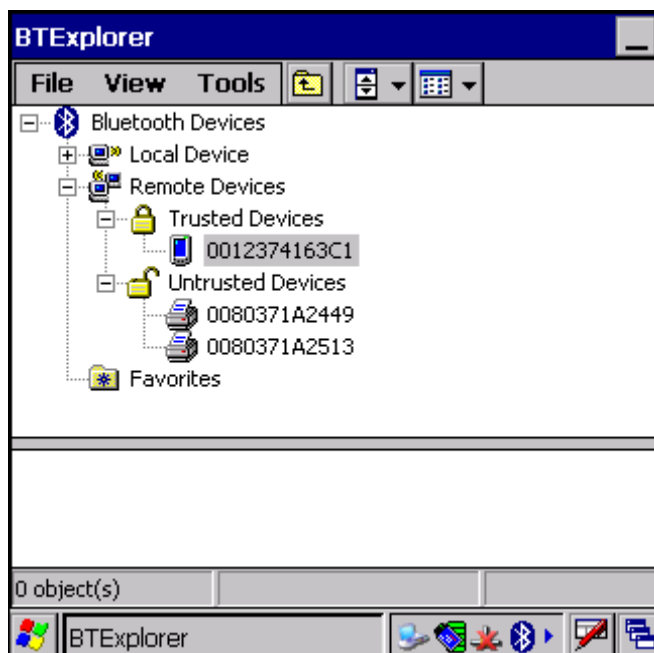 BTExplorer
File View Tools
Bluetooth Devices
Local Device
Remote Devices
Trusted Devices
0012374163C1
Untrusted Devices
0080371A2449
0080371A2513
Favorites
0 object(s)
BTExplorer